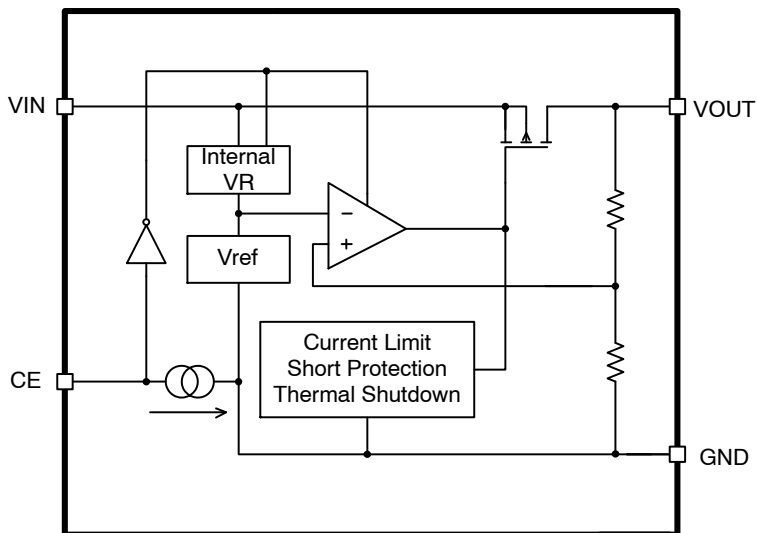 VIN
VOUT
Internal
VR
−
+
Vref
Current Limit
Short Protection
Thermal Shutdown
CE
GND